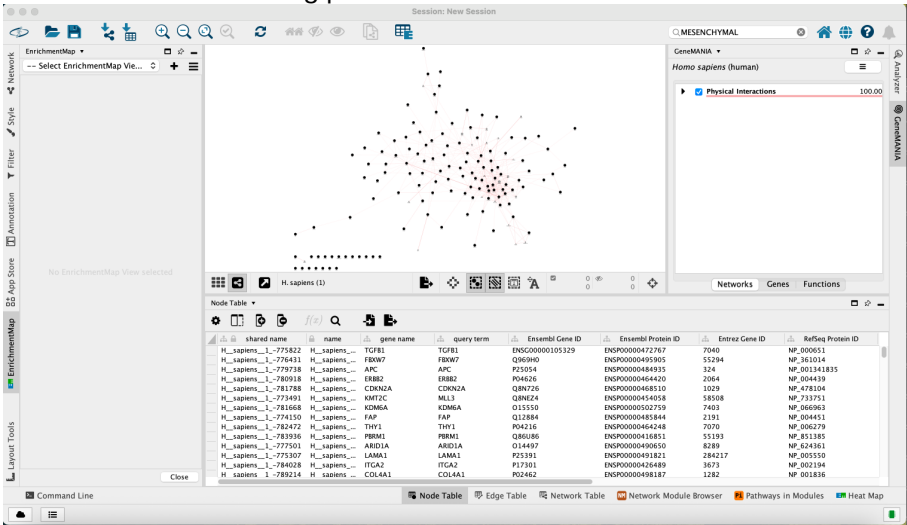 Session: New Session
MESENCHYMAL
EnrichmentMap
-- Select EnrichmentMap Vie...
No EnrichmentMap View selected
Close
Network
Style
Filter
Annotation
App Store
EnrichmentMap
Layout Tools
H. sapiens (1)
0
0
0
0
GeneMANIA
Homo sapiens (human)
Physical Interactions 100.00
Networks Genes Functions
Analyzer
GeneMANIA
Node Table
f(x)
shared name name gene name query term Ensembl Gene ID Ensembl Protein ID Entrez Gene ID RefSeq Protein ID
H__sapiens__1_-775822 H__sapiens_... TGFB1 TGFB1 ENSG00000105329 ENSP00000472767 7040 NP_000651
H__sapiens__1_-776431 H__sapiens_... FBXW7 FBXW7 Q969H0 ENSP00000495905 55294 NP_361014
H__sapiens__1_-779738 H__sapiens_... APC APC P25054 ENSP00000484935 324 NP_001341835
H__sapiens__1_-780918 H__sapiens_... ERBB2 ERBB2 P04626 ENSP00000464420 2064 NP_004439
H__sapiens__1_-781788 H__sapiens_... CDKN2A CDKN2A Q8N726 ENSP00000468510 1029 NP_478104
H__sapiens__1_-773491 H__sapiens_... KMT2C MLL3 Q8NEZ4 ENSP00000454058 58508 NP_733751
H__sapiens__1_-781668 H__sapiens_... KDM6A KDM6A O15550 ENSP00000502759 7403 NP_066963
H__sapiens__1_-774150 H__sapiens_... FAP FAP Q12884 ENSP00000485844 2191 NP_004451
H__sapiens__1_-782472 H__sapiens_... THY1 THY1 P04216 ENSP00000464248 7070 NP_006279
H__sapiens__1_-783936 H__sapiens_... PBRM1 PBRM1 Q86U86 ENSP00000416851 55193 NP_851385
H__sapiens__1_-777501 H__sapiens_... ARID1A ARID1A O14497 ENSP00000490650 8289 NP_624361
H__sapiens__1_-775307 H__sapiens_... LAMA1 LAMA1 P25391 ENSP00000491821 284217 NP_005550
H__sapiens__1_-784028 H__sapiens_... ITGA2 ITGA2 P17301 ENSP00000426489 3673 NP_002194
H__sapiens__1_-789214 H__sapiens_... COL4A1 COL4A1 P02462 ENSP00000498187 1282 NP_001836
Command Line
Node Table Edge Table Network Table Network Module Browser Pathways in Modules Heat Map